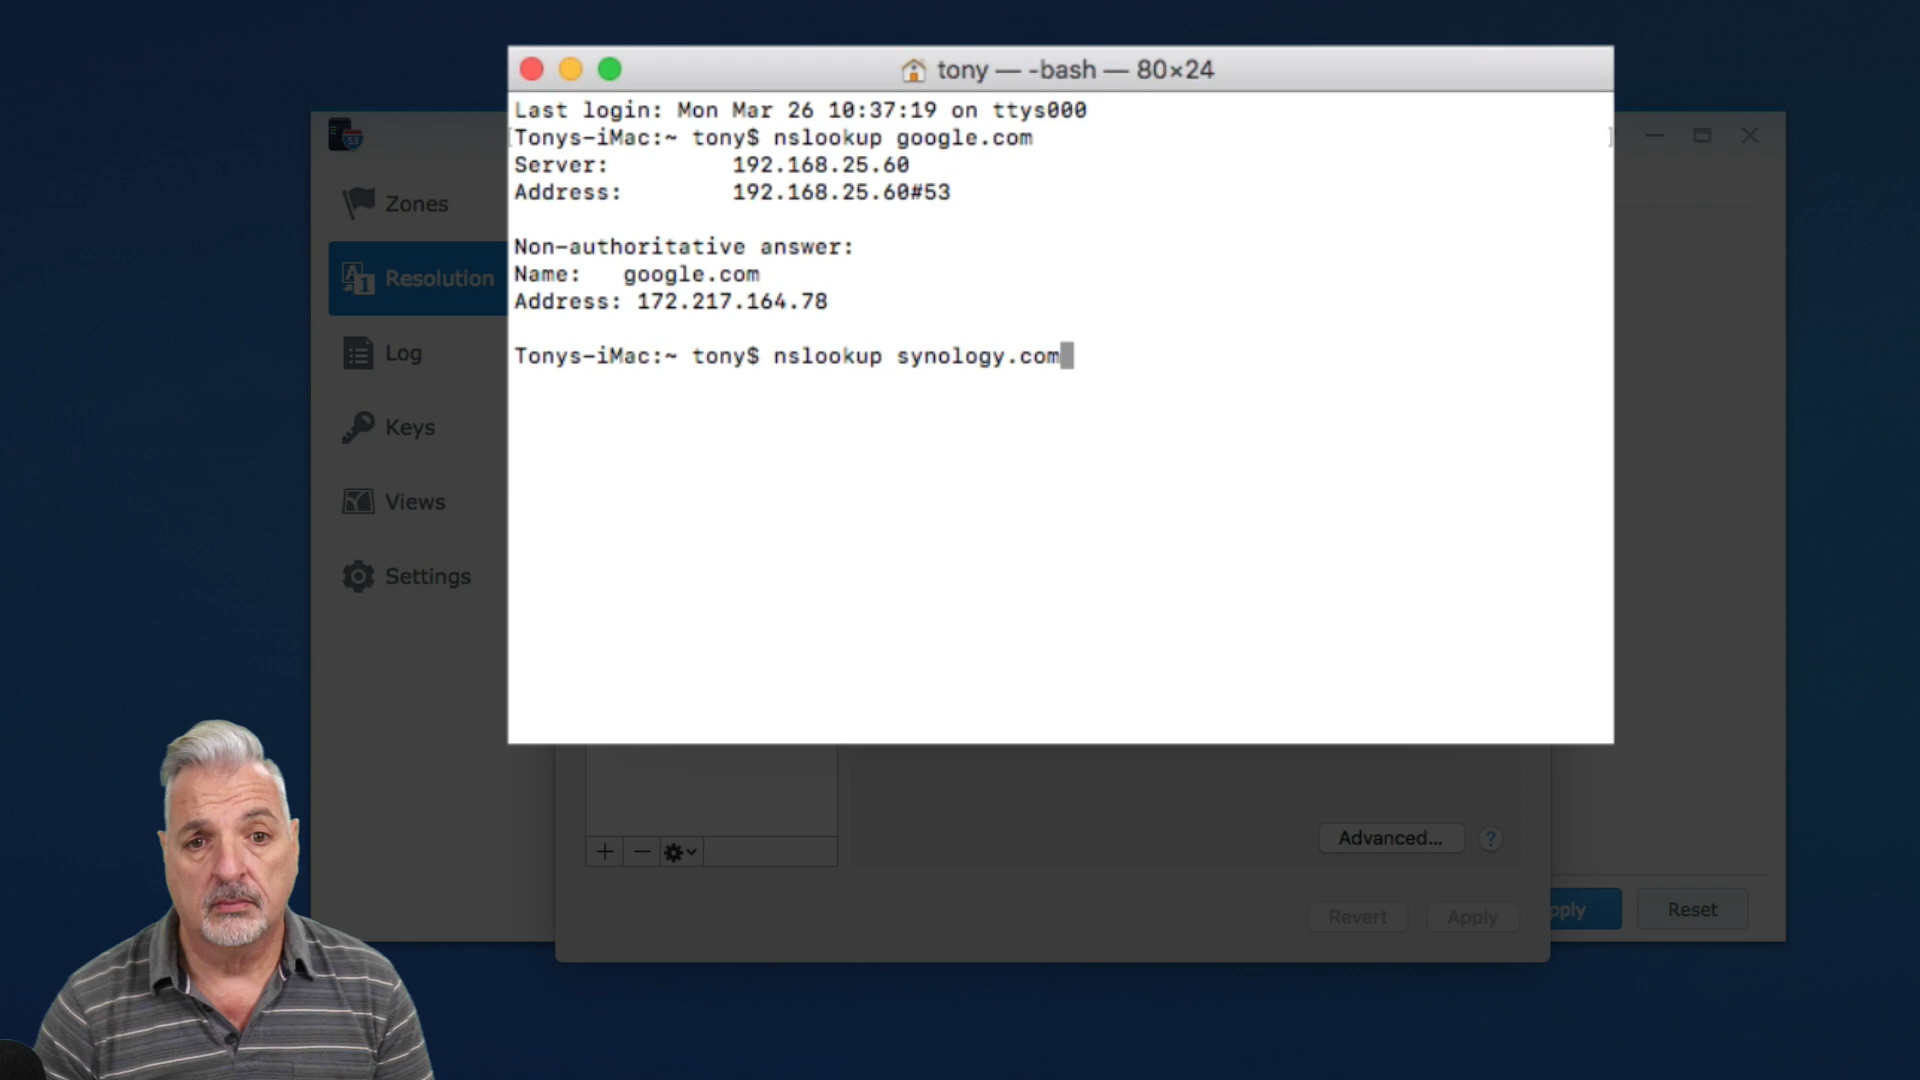 tony — -bash — 80×24
Last login: Mon Mar 26 10:37:19 on ttys000
Tonys-iMac:~ tony$ nslookup google.com
Server: 192.168.25.60
Address: 192.168.25.60#53
Non-authoritative answer:
Name: google.com
Address: 172.217.164.78
Tonys-iMac:~ tony$ nslookup synology.com
53
Zones
Resolution
Log
Keys
Views
Settings
Advanced... ?
Revert Apply
pply Reset